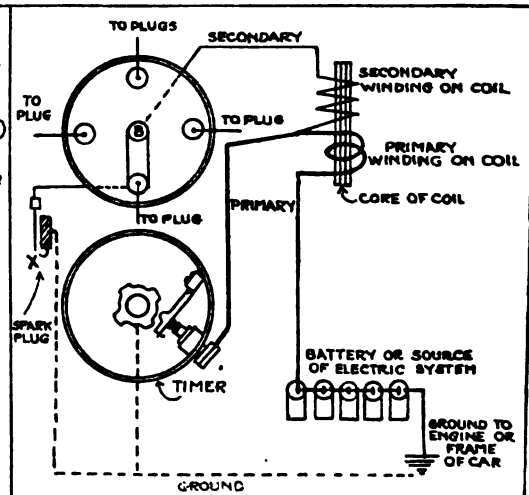 TO PLUGS
SECONDARY
SECONDARY
WINDING ON COIL
TO
PLUG
B
TO PLUG
PRIMARY
WINDING ON COIL
CORE OF COIL
PRIMARY
TO PLUG
X
SPARK
PLUG
TIMER
BATTERY OR SOURCE
OF ELECTRIC SYSTEM
GROUND TO
ENGINE OR
FRAME
OF CAR
GROUND